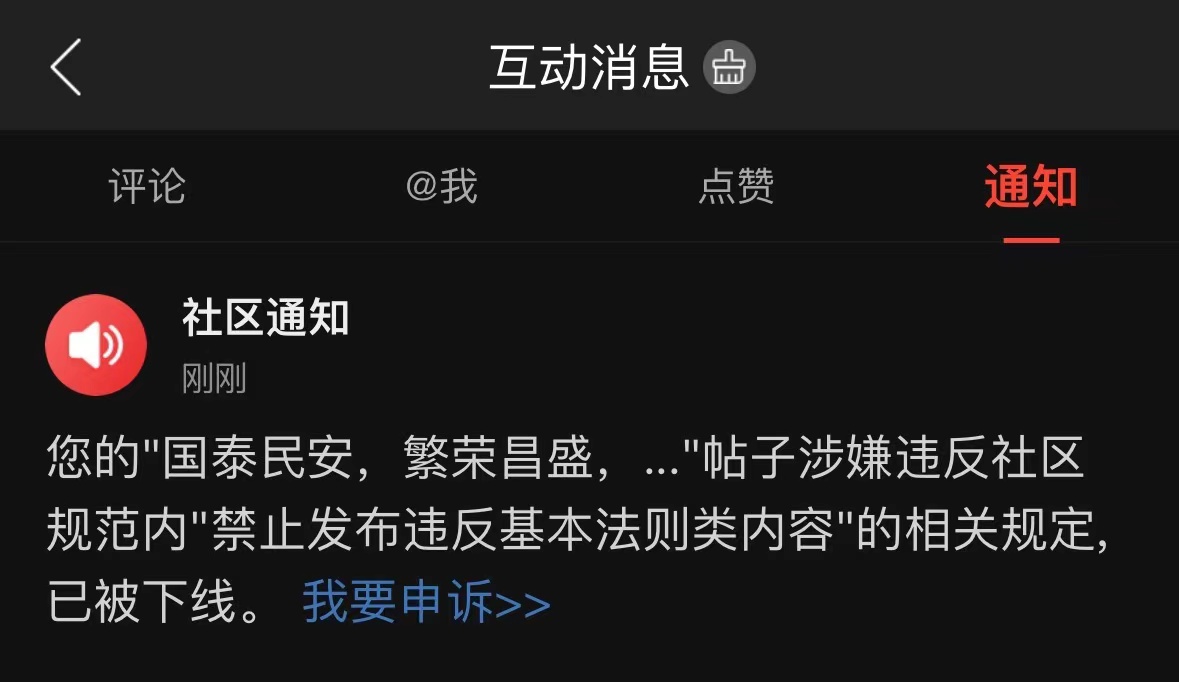 互动消息
评论 @我 点赞 通知
社区通知
刚刚
您的"国泰民安，繁荣昌盛，..."帖子涉嫌违反社区
规范内"禁止发布违反基本法则类内容"的相关规定,
已被下线。 我要申诉>>